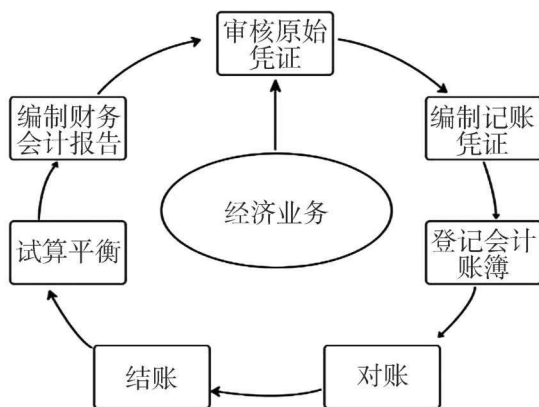 审核原始
凭证
编制财务
会计报告
编制记账
凭证
经济业务
试算平衡
登记会计
账簿
结账
对账